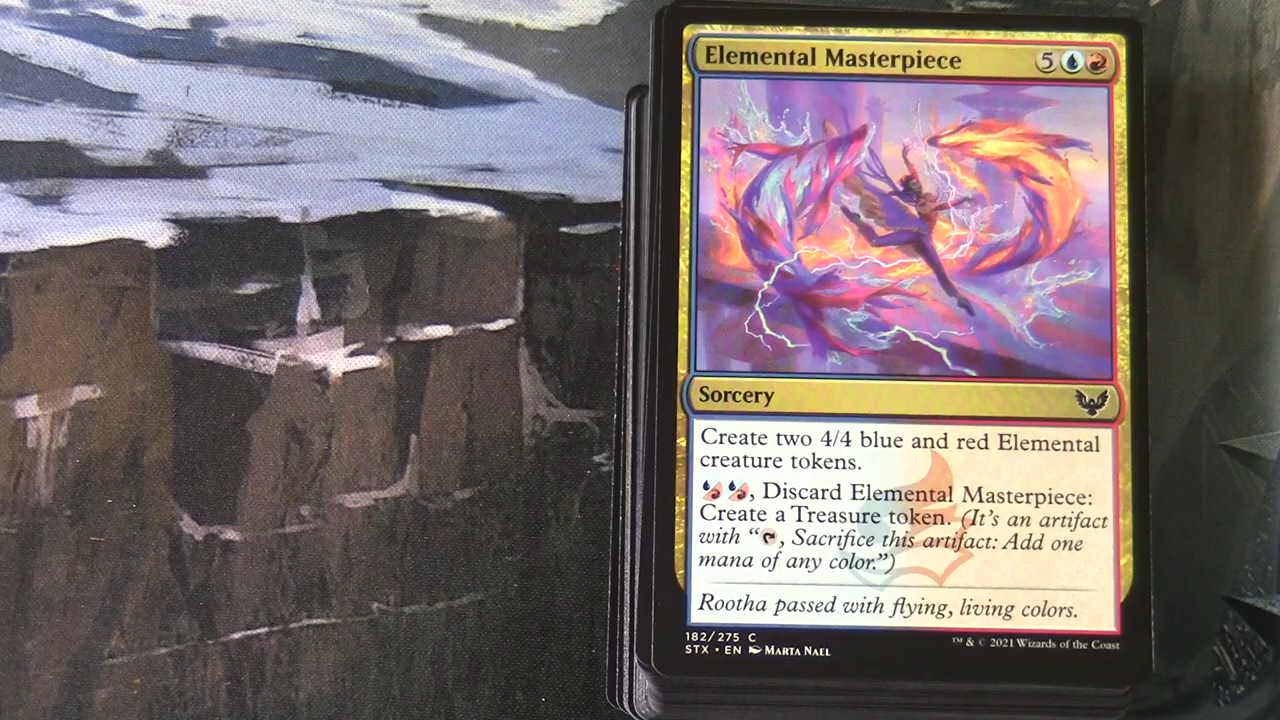 Elemental Masterpiece 5
Sorcery
Create two 4/4 blue and red Elemental
creature tokens.
, Discard Elemental Masterpiece:
Create a Treasure token. (It's an artifact
with “, Sacrifice this artifact: Add one
mana of any color.”)
Rootha passed with flying, living colors.
182/275 C
STX • EN Marta Nael
™ & © 2021 Wizards of the Coast